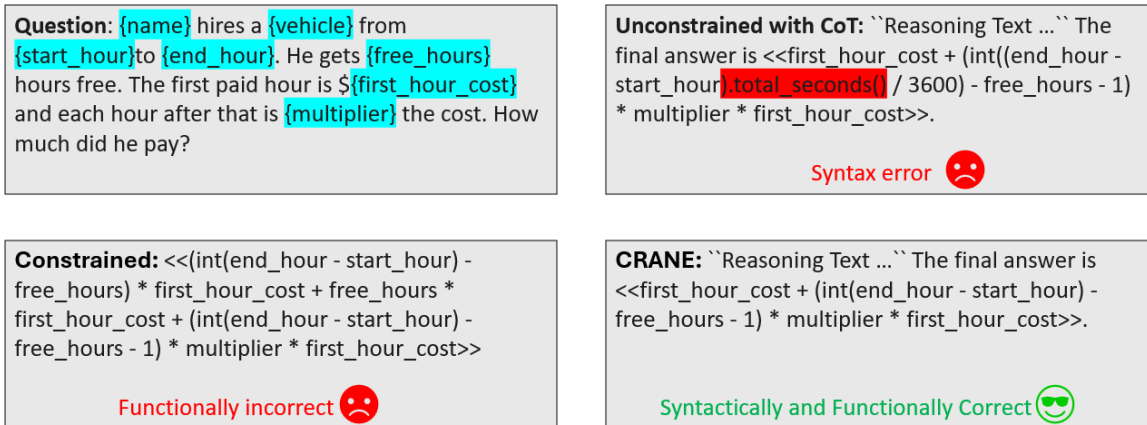 Question: {name} hires a {vehicle} from
{start_hour}to {end_hour}. He gets {free_hours}
hours free. The first paid hour is ${first_hour_cost}
and each hour after that is {multiplier} the cost. How
much did he pay?
Unconstrained with CoT: ``Reasoning Text ...`` The
final answer is <<first_hour_cost + (int((end_hour -
start_hour).total_seconds() / 3600) - free_hours - 1)
* multiplier * first_hour_cost>>.
Syntax error
Constrained: <<(int(end_hour - start_hour) -
free_hours) * first_hour_cost + free_hours *
first_hour_cost + (int(end_hour - start_hour) -
free_hours - 1) * multiplier * first_hour_cost>>
Functionally incorrect
CRANE: ``Reasoning Text ...`` The final answer is
<<first_hour_cost + (int(end_hour - start_hour) -
free_hours - 1) * multiplier * first_hour_cost>>.
Syntactically and Functionally Correct